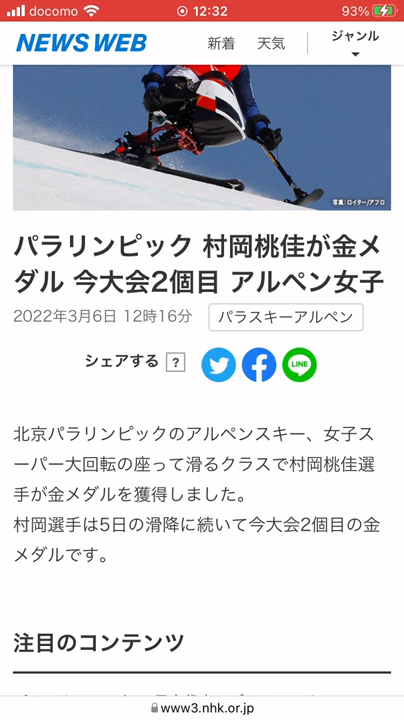 docomo 12:32 93%
NEWS WEB 新着 天気 ジャンル
写真：ロイター/アフロ
パラリンピック 村岡桃佳が金メ
ダル 今大会2個目 アルペン女子
2022年3月6日 12時16分 パラスキーアルペン
シェアする ?
LINE
北京パラリンピックのアルペンスキー、女子ス
ーパー大回転の座って滑るクラスで村岡桃佳選
手が金メダルを獲得しました。
村岡選手は5日の滑降に続いて今大会2個目の金
メダルです。
注目のコンテンツ
www3.nhk.or.jp